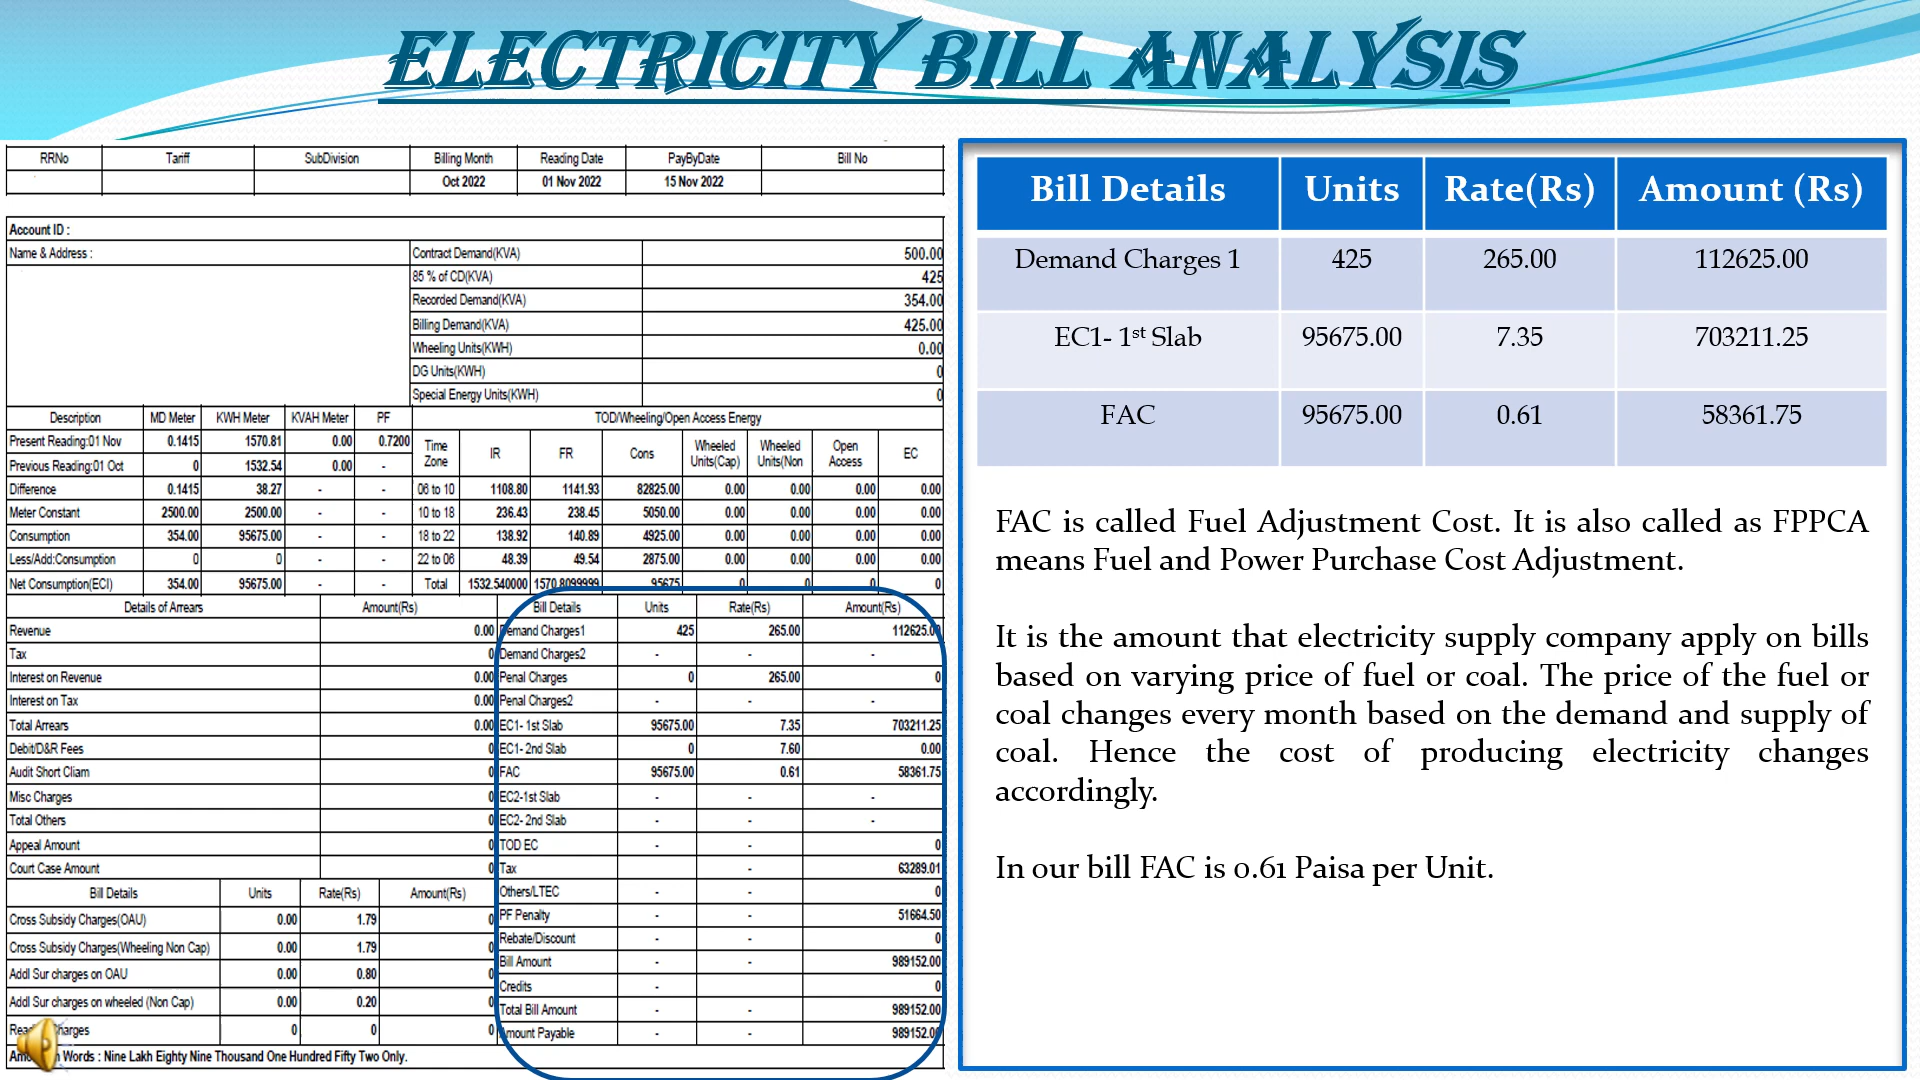 ELECTRICITY BILL ANALYSIS
RRNo Tariff SubDivision Billing Month Reading Date PayByDate Bill No
Oct 2022 01 Nov 2022 15 Nov 2022
Account ID :
Name & Address :
Contract Demand(KVA) 500.00
85 % of CD(KVA) 425
Recorded Demand(KVA) 354.00
Billing Demand(KVA) 425.00
Wheeling Units(KWH) 0.00
DG Units(KWH) 0
Special Energy Units(KWH) 0
Description MD Meter KWH Meter KVAH Meter PF
Present Reading:01 Nov 0.1415 1570.81 0.00 0.7200
Previous Reading:01 Oct 0 1532.54 0.00 -
Difference 0.1415 38.27 - -
Meter Constant 2500.00 2500.00 - -
Consumption 354.00 95675.00 - -
Less/Add:Consumption 0 0 - -
Net Consumption(ECI) 354.00 95675.00 - -
TOD/Wheeling/Open Access Energy
Time Zone IR FR Cons Wheeled Units(Cap) Wheeled Units(Non Open Access EC
06 to 10 1108.80 1141.93 82825.00 0.00 0.00 0.00 0.00
10 to 18 236.43 238.45 5050.00 0.00 0.00 0.00 0.00
18 to 22 138.92 140.89 4925.00 0.00 0.00 0.00 0.00
22 to 06 48.39 49.54 2875.00 0.00 0.00 0.00 0.00
Total 1532.540000 1570.8099999 95675 0 0 0 0
Details of Arrears Amount(Rs)
Revenue 0.00
Tax 0
Interest on Revenue 0.00
Interest on Tax 0.00
Total Arrears 0.00
Debit/D&R Fees 0
Audit Short Cliam 0
Misc Charges 0
Total Others 0
Appeal Amount 0
Court Case Amount 0
Bill Details Units Rate(Rs) Amount(Rs)
Cross Subsidy Charges(OAU) 0.00 1.79 0
Cross Subsidy Charges(Wheeling Non Cap) 0.00 1.79 0
Addl Sur charges on OAU 0.00 0.80 0
Addl Sur charges on wheeled (Non Cap) 0.00 0.20 0
harges 0 0 0
Bill Details Units Rate(Rs) Amount(Rs)
Demand Charges1 425 265.00 112625.00
Demand Charges2 - - -
Penal Charges 0 265.00 0
Penal Charges2 - - -
EC1- 1st Slab 95675.00 7.35 703211.25
EC1- 2nd Slab 0 7.60 0.00
FAC 95675.00 0.61 58361.75
EC2-1st Slab - - -
EC2- 2nd Slab - - -
TOD EC - - 0
Tax - 63289.01
Others/LTEC - - 0
PF Penalty - - 51664.50
Rebate/Discount - - 0
Bill Amount - - 989152.00
Credits - 0
Total Bill Amount - - 989152.00
Amount Payable - - 989152.00
Words : Nine Lakh Eighty Nine Thousand One Hundred Fifty Two Only.
Bill Details Units Rate(Rs) Amount (Rs)
Demand Charges 1 425 265.00 112625.00
EC1- 1st Slab 95675.00 7.35 703211.25
FAC 95675.00 0.61 58361.75
FAC is called Fuel Adjustment Cost. It is also called as FPPCA
means Fuel and Power Purchase Cost Adjustment.
It is the amount that electricity supply company apply on bills
based on varying price of fuel or coal. The price of the fuel or
coal changes every month based on the demand and supply of
coal. Hence the cost of producing electricity changes
accordingly.
In our bill FAC is 0.61 Paisa per Unit.